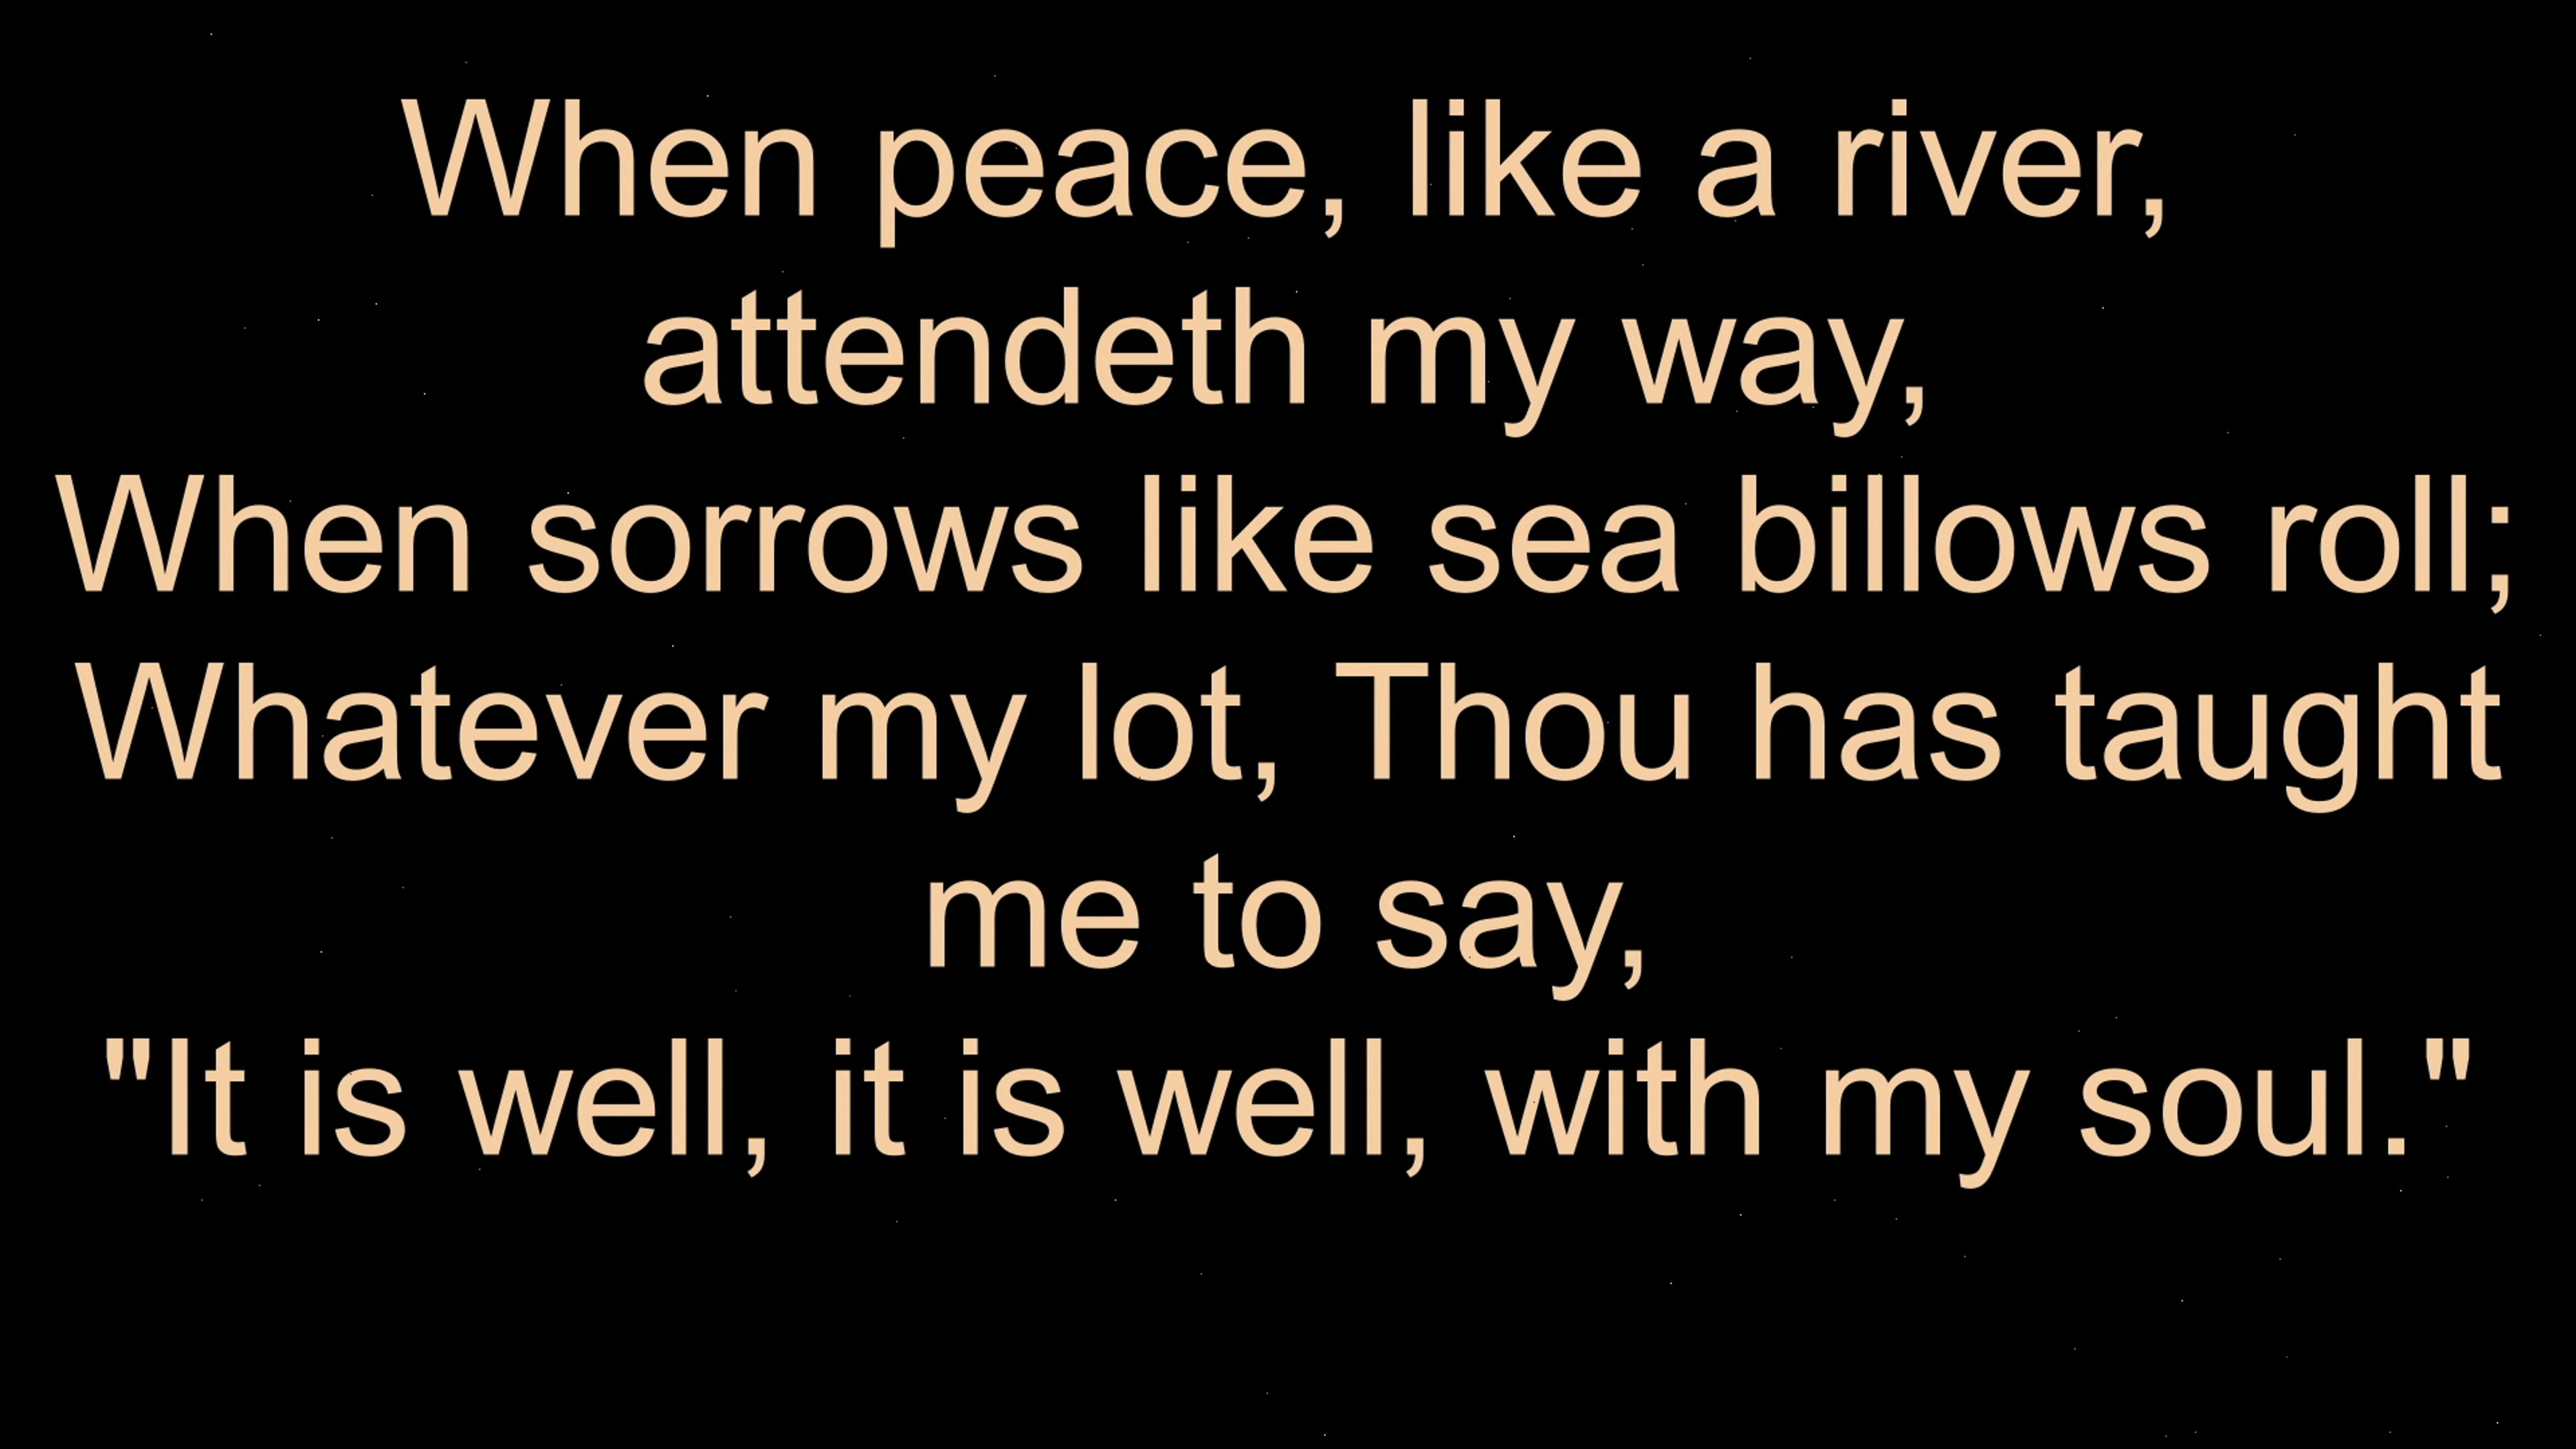 When peace, like a river,
attendeth my way,
When sorrows like sea billows roll;
Whatever my lot, Thou has taught
me to say,
"It is well, it is well, with my soul."